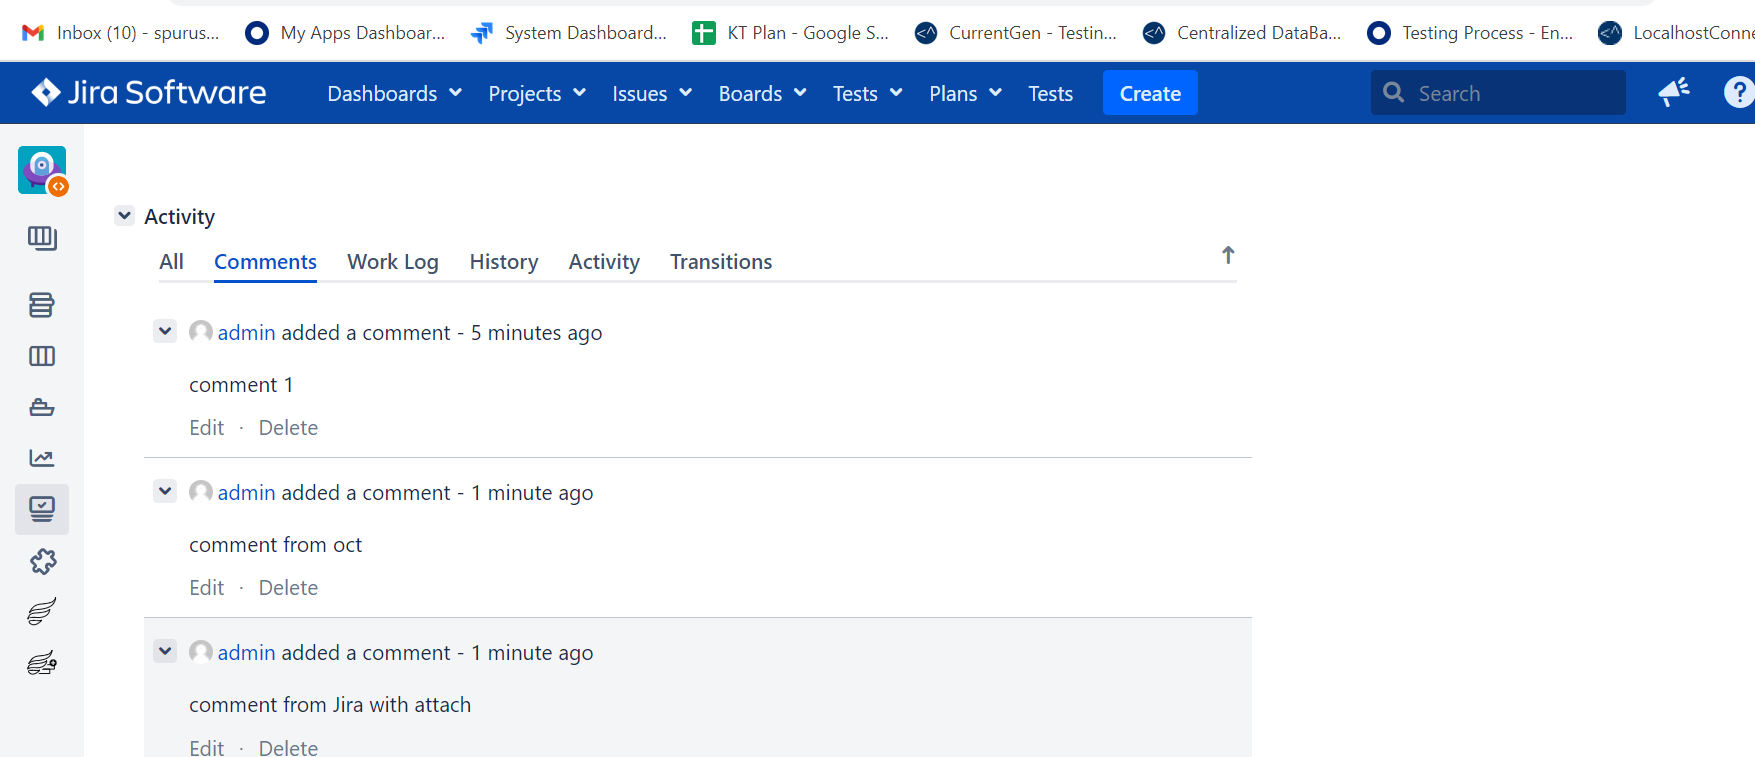 Inbox (10) - spurus... My Apps Dashboar... System Dashboard... KT Plan - Google S... CurrentGen - Testin... Centralized DataBa... Testing Process - En... LocalhostConne
Jira Software Dashboards Projects Issues Boards Tests Plans Tests Create Search ?
Activity
All Comments Work Log History Activity Transitions
admin added a comment - 5 minutes ago
comment 1
Edit · Delete
admin added a comment - 1 minute ago
comment from oct
Edit · Delete
admin added a comment - 1 minute ago
comment from Jira with attach
Edit · Delete